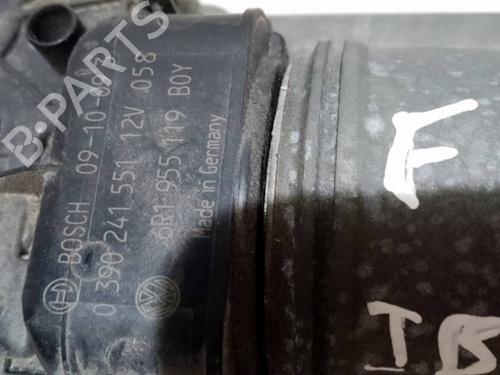 BOSCH 09-10-08
0 390 241 551 12V 058
6R1 955 119 BOY
Made in Germany
F
B-PARTS